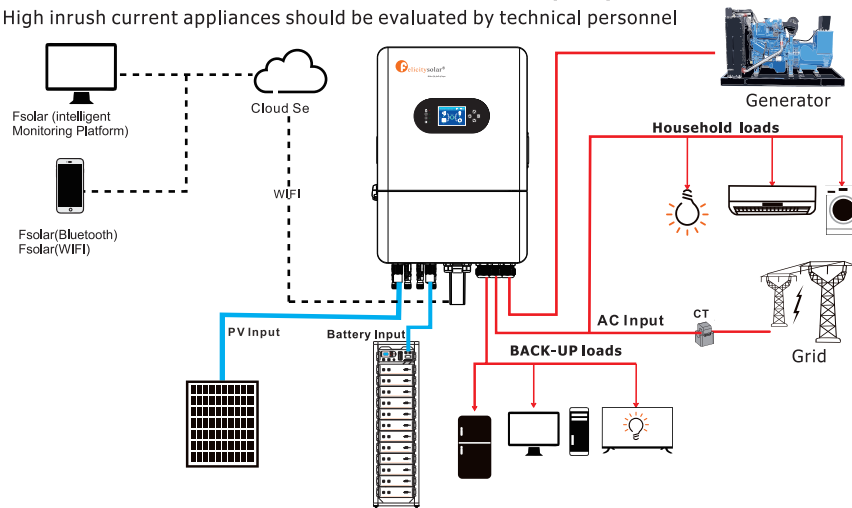 High inrush current appliances should be evaluated by technical personnel
Felicitysolar®
Generator
Cloud Se
Fsolar (intelligent
Monitoring Platform)
Household loads
WIFI
Fsolar(Bluetooth)
Fsolar(WIFI)
PV Input
Battery Input
AC Input
CT
Grid
BACK-UP loads